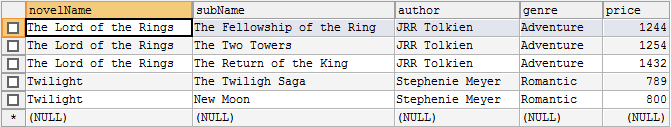 novelName subName author genre price
The Lord of the Rings The Fellowship of the Ring JRR Tolkien Adventure 1244
The Lord of the Rings The Two Towers JRR Tolkien Adventure 1254
The Lord of the Rings The Return of the King JRR Tolkien Adventure 1432
Twilight The Twiligh Saga Stephenie Meyer Romantic 789
Twilight New Moon Stephenie Meyer Romantic 800
* (NULL) (NULL) (NULL) (NULL) (NULL)